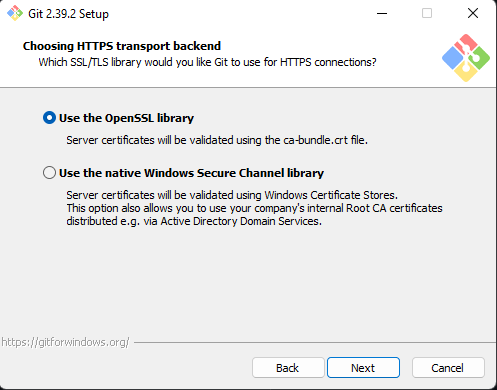 Git 2.39.2 Setup
Choosing HTTPS transport backend
Which SSL/TLS library would you like Git to use for HTTPS connections?
Use the OpenSSL library
Server certificates will be validated using the ca-bundle.crt file.
Use the native Windows Secure Channel library
Server certificates will be validated using Windows Certificate Stores.
This option also allows you to use your company's internal Root CA certificates
distributed e.g. via Active Directory Domain Services.
https://gitforwindows.org/
Back Next Cancel